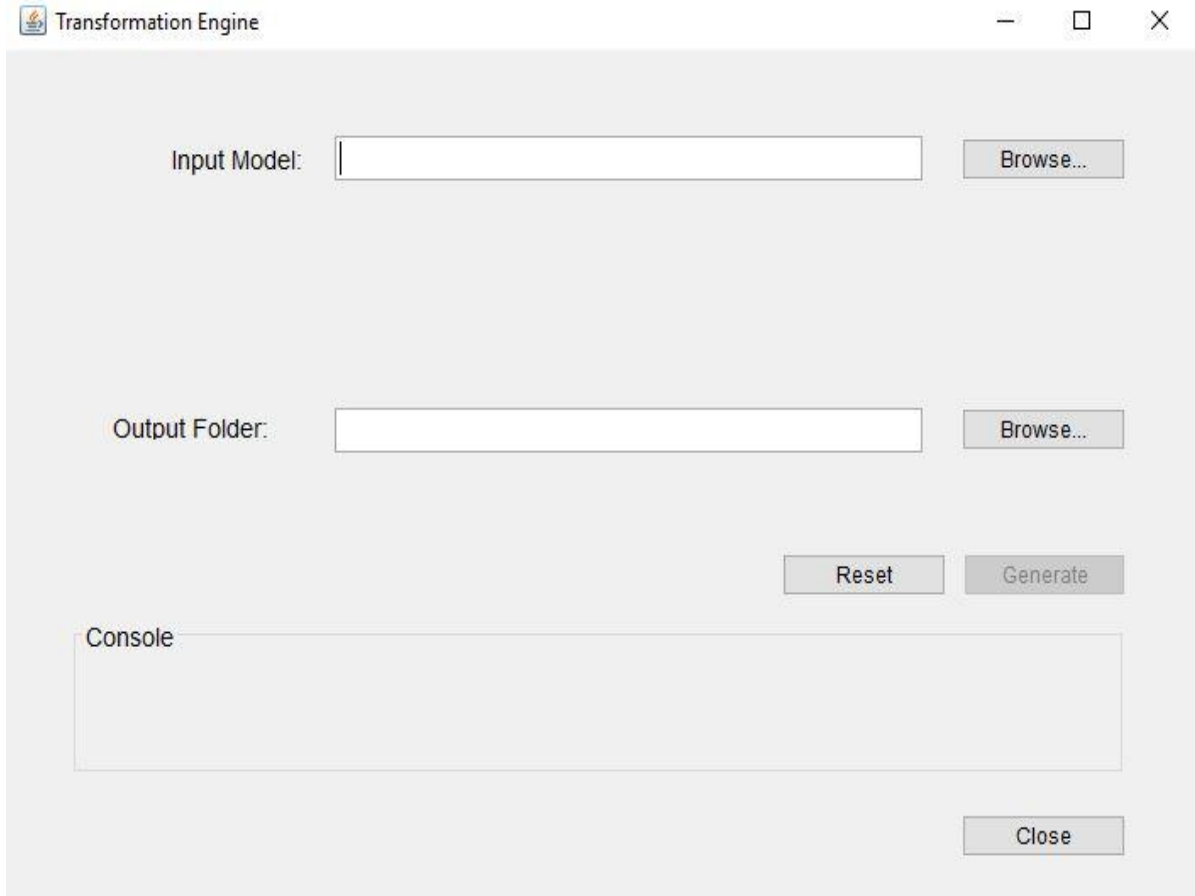 Transformation Engine
Input Model: Browse...
Output Folder: Browse...
Reset Generate
Console
Close